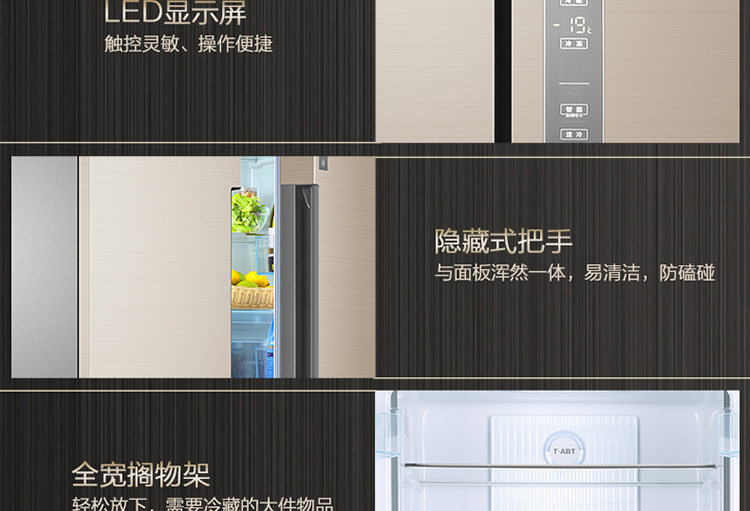 LED显示屏
触控灵敏、操作便捷
-19℃
冷冻
智能
速冷
隐藏式把手
与面板浑然一体，易清洁，防磕碰
T·ABT
全宽搁物架
轻松放下，需要冷藏的大件物品